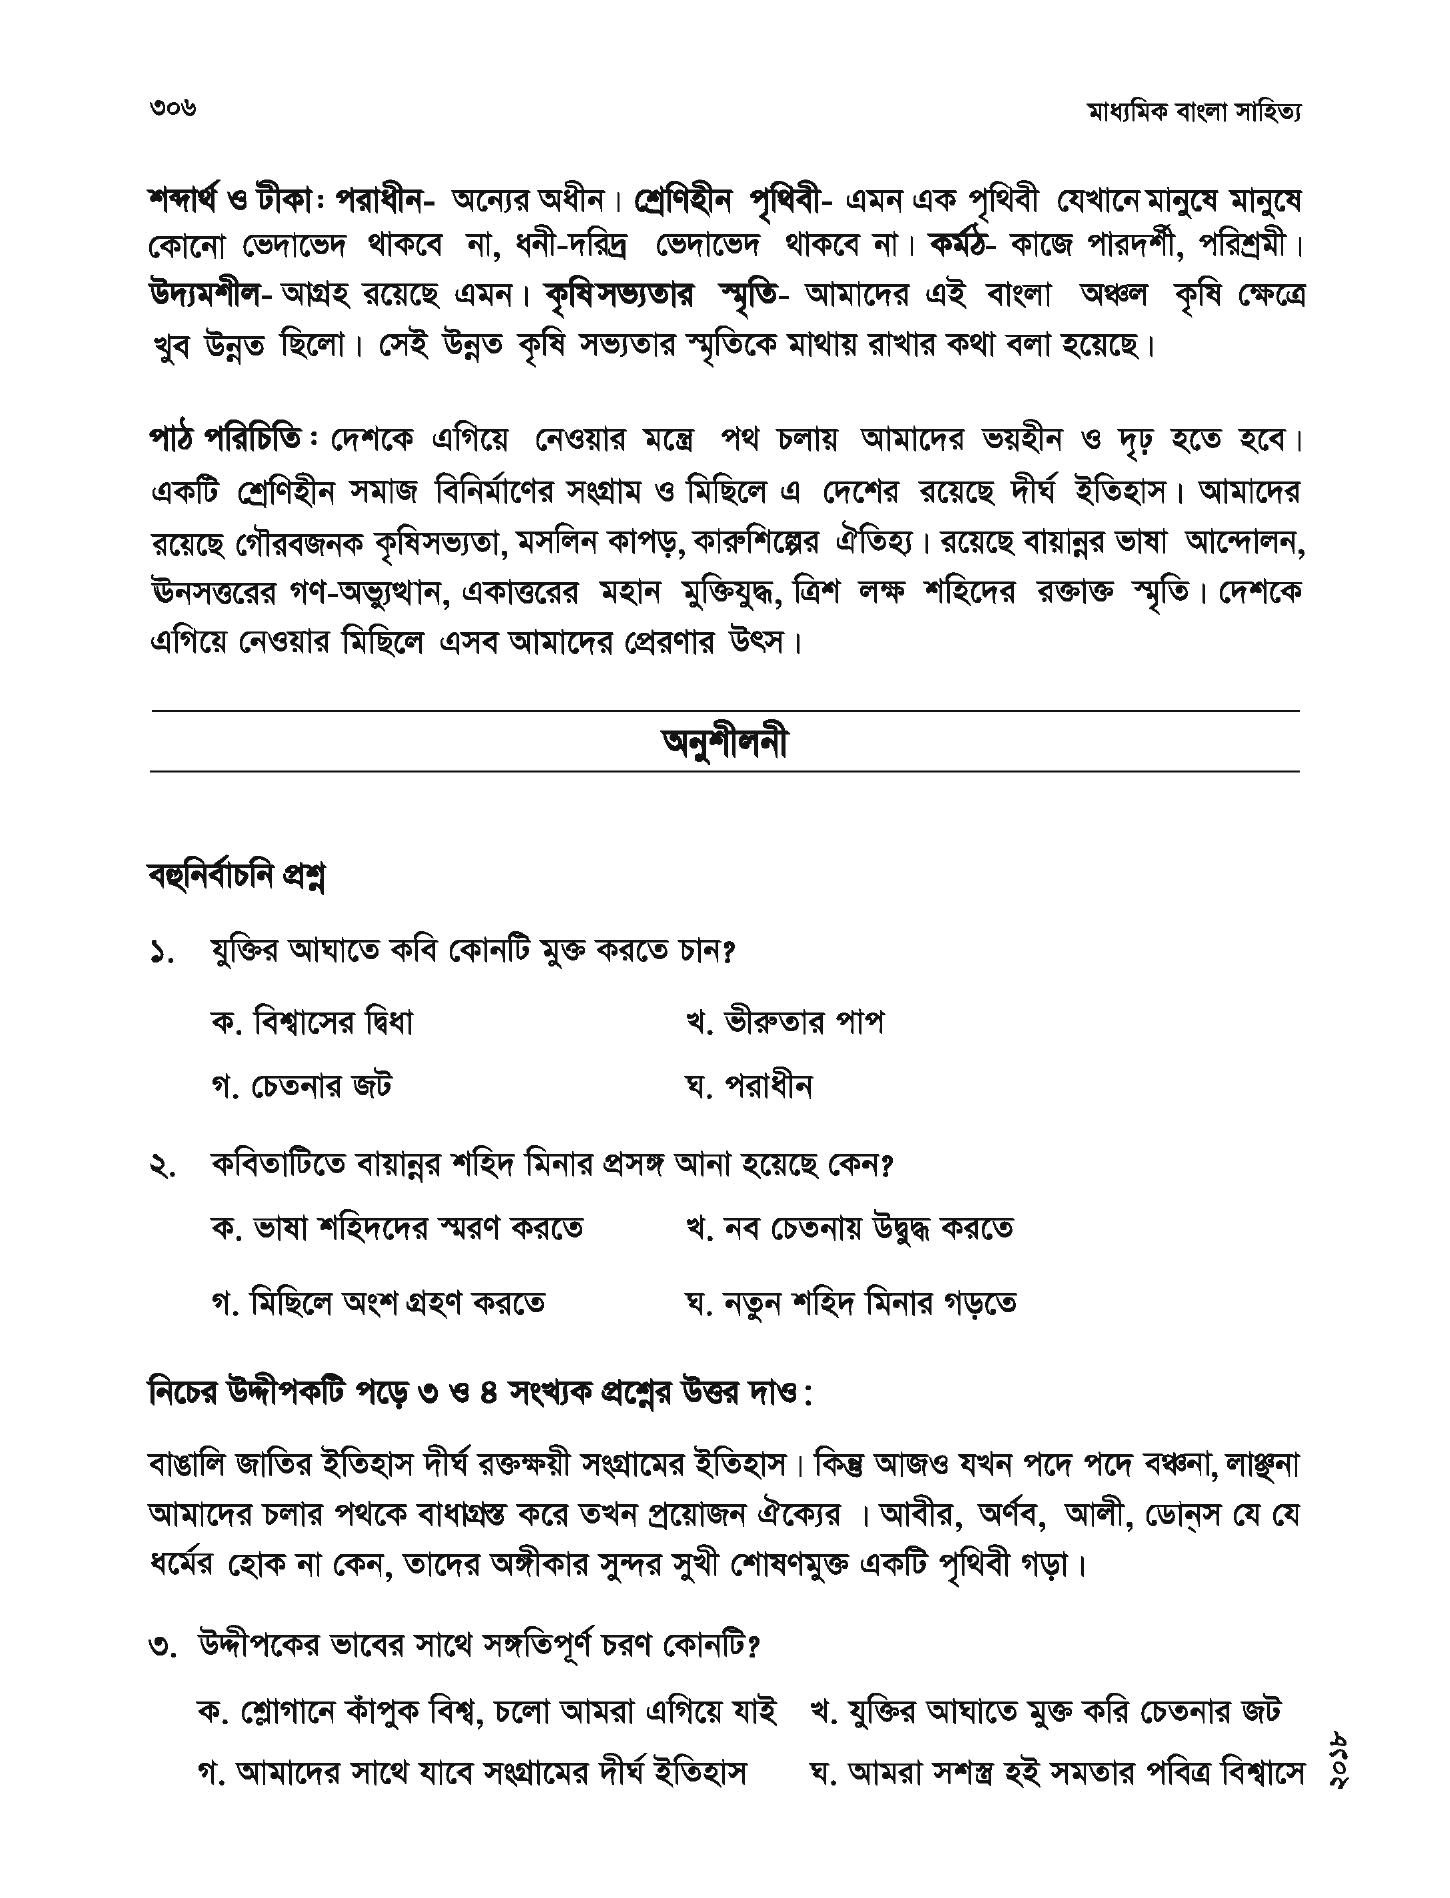 ৩০৬
মাধ্যমিক বাংলা সাহিত্য
শব্দার্থ ও টীকা: পরাধীন- অন্যের অধীন। শ্রেণিহীন পৃথিবী- এমন এক পৃথিবী যেখানে মানুষে মানুষে
কোনো ভেদাভেদ থাকবে না, ধনী-দরিদ্র ভেদাভেদ থাকবে না। কর্মঠ- কাজে পারদর্শী, পরিশ্রমী।
উদ্যমশীল- আগ্রহ রয়েছে এমন। কৃষিসভ্যতার স্মৃতি- আমাদের এই বাংলা অঞ্চল কৃষি ক্ষেত্রে
খুব উন্নত ছিলো। সেই উন্নত কৃষি সভ্যতার স্মৃতিকে মাথায় রাখার কথা বলা হয়েছে।
পাঠ পরিচিতি: দেশকে এগিয়ে নেওয়ার মন্ত্রে পথ চলায় আমাদের ভয়হীন ও দৃঢ় হতে হবে।
একটি শ্রেণিহীন সমাজ বিনির্মাণের সংগ্রাম ও মিছিলে এ দেশের রয়েছে দীর্ঘ ইতিহাস। আমাদের
রয়েছে গৌরবজনক কৃষিসভ্যতা, মসলিন কাপড়, কারুশিল্পের ঐতিহ্য। রয়েছে বায়ান্নর ভাষা আন্দোলন,
ঊনসত্তরের গণ-অভ্যুত্থান, একাত্তরের মহান মুক্তিযুদ্ধ, ত্রিশ লক্ষ শহিদের রক্তাক্ত স্মৃতি। দেশকে
এগিয়ে নেওয়ার মিছিলে এসব আমাদের প্রেরণার উৎস।
অনুশীলনী
বহুনির্বাচনি প্রশ্ন
১. যুক্তির আঘাতে কবি কোনটি মুক্ত করতে চান?
ক. বিশ্বাসের দ্বিধা খ. ভীরুতার পাপ
গ. চেতনার জট ঘ. পরাধীন
২. কবিতাটিতে বায়ান্নর শহিদ মিনার প্রসঙ্গ আনা হয়েছে কেন?
ক. ভাষা শহিদদের স্মরণ করতে খ. নব চেতনায় উদ্বুদ্ধ করতে
গ. মিছিলে অংশ গ্রহণ করতে ঘ. নতুন শহিদ মিনার গড়তে
নিচের উদ্দীপকটি পড়ে ৩ ও ৪ সংখ্যক প্রশ্নের উত্তর দাও:
বাঙালি জাতির ইতিহাস দীর্ঘ রক্তক্ষয়ী সংগ্রামের ইতিহাস। কিন্তু আজও যখন পদে পদে বঞ্চনা, লাঞ্ছনা
আমাদের চলার পথকে বাধাগ্রস্ত করে তখন প্রয়োজন ঐক্যের । আবীর, অর্ণব, আলী, ডোন্‌স যে যে
ধর্মের হোক না কেন, তাদের অঙ্গীকার সুন্দর সুখী শোষণমুক্ত একটি পৃথিবী গড়া।
৩. উদ্দীপকের ভাবের সাথে সঙ্গতিপূর্ণ চরণ কোনটি?
ক. শ্লোগানে কাঁপুক বিশ্ব, চলো আমরা এগিয়ে যাই খ. যুক্তির আঘাতে মুক্ত করি চেতনার জট
গ. আমাদের সাথে যাবে সংগ্রামের দীর্ঘ ইতিহাস ঘ. আমরা সশস্ত্র হই সমতার পবিত্র বিশ্বাসে
২০১৮